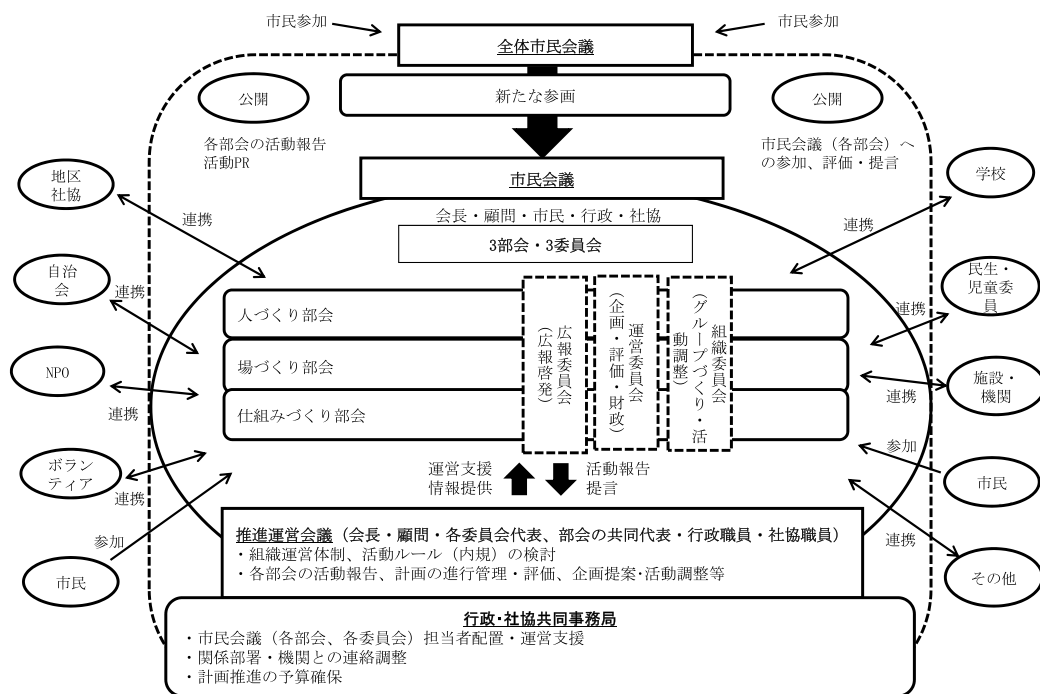 市民参加
市民参加
全体市民会議
新たな参画
公開
公開
各部会の活動報告
活動PR
市民会議（各部会）へ
の参加、評価・提言
市民会議
地区
社協
連携
学校
連携
会長・顧問・市民・行政・社協
3部会・3委員会
自治
会
連携
民生・
児童委
員
連携
人づくり部会
場づくり部会
仕組みづくり部会
広報委員会
(広報啓発)
運営委員会
(企画・評価・財政)
組織委員会
(グループづくり・活
動調整)
NPO
連携
施設・
機関
連携
ボラン
ティア
連携
参加
市民
運営支援
情報提供
活動報告
提言
参加
市民
連携
その他
推進運営会議（会長・顧問・各委員会代表、部会の共同代表・行政職員・社協職員）
・組織運営体制、活動ルール（内規）の検討
・各部会の活動報告、計画の進行管理・評価、企画提案・活動調整等
行政・社協共同事務局
・市民会議（各部会、各委員会）担当者配置・運営支援
・関係部署・機関との連絡調整
・計画推進の予算確保